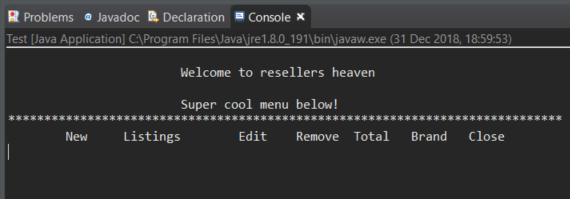 Problems Javadoc Declaration Console
Test [Java Application] C:\Program Files\Java\jre1.8.0_191\bin\javaw.exe (31 Dec 2018, 18:59:53)
Welcome to resellers heaven
Super cool menu below!
*****************************************************************************
New Listings Edit Remove Total Brand Close